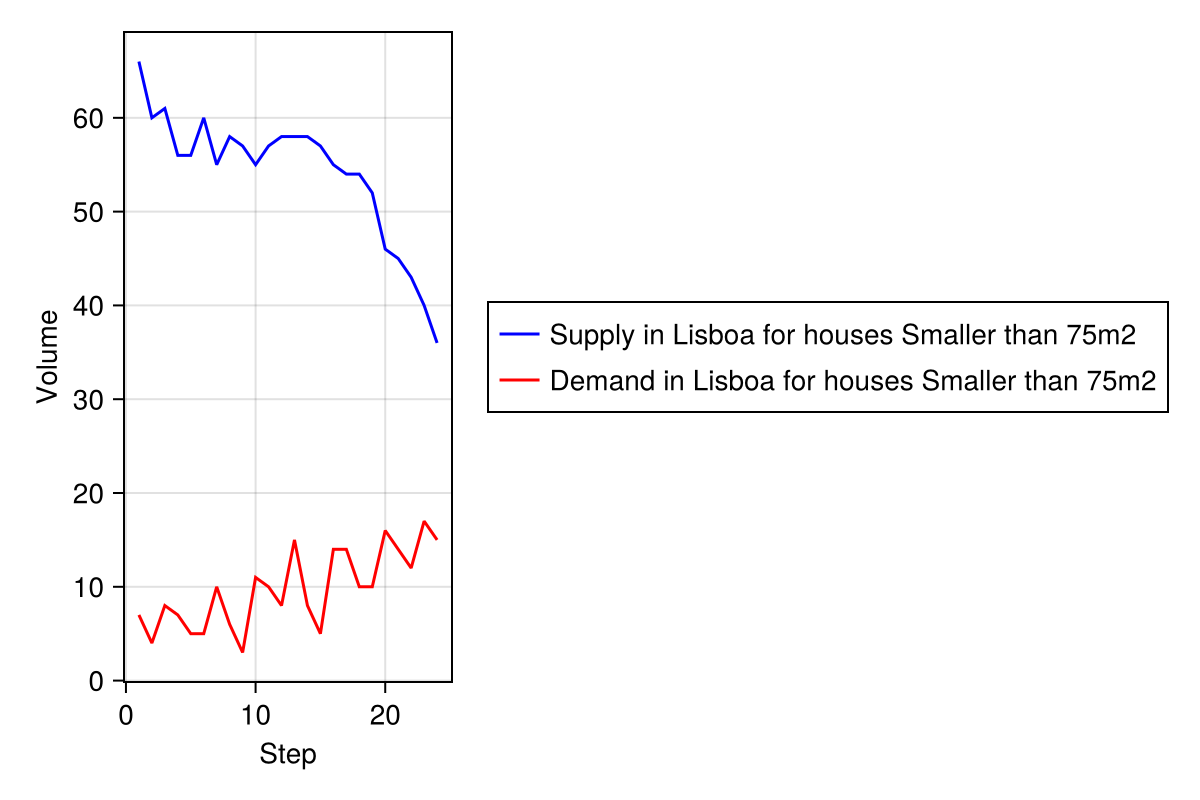 60
50
40
30
20
10
0
Volume
0 10 20
Step
Supply in Lisboa for houses Smaller than 75m2
Demand in Lisboa for houses Smaller than 75m2